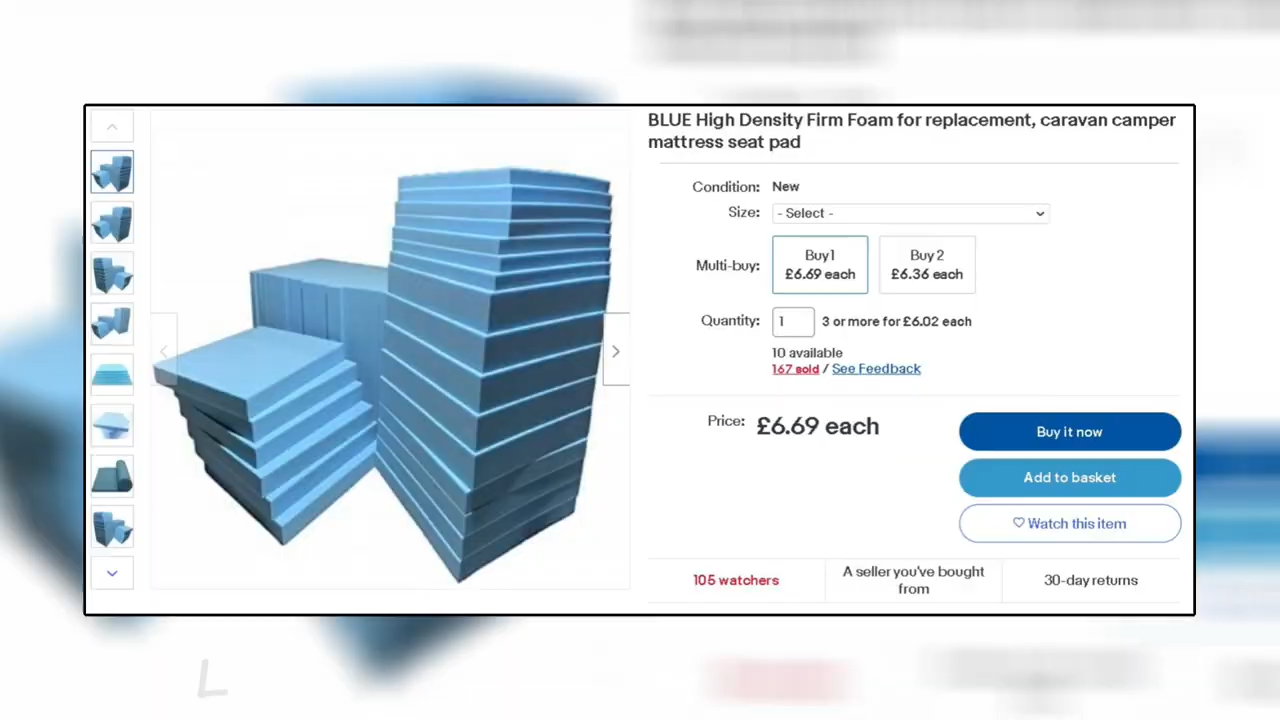 BLUE High Density Firm Foam for replacement, caravan camper
mattress seat pad
Condition: New
Size: - Select -
Multi-buy: Buy 1 £6.69 each Buy 2 £6.36 each
Quantity: 1 3 or more for £6.02 each
10 available
167 sold / See Feedback
Price: £6.69 each
Buy it now
Add to basket
Watch this item
105 watchers
A seller you've bought
from
30-day returns
L